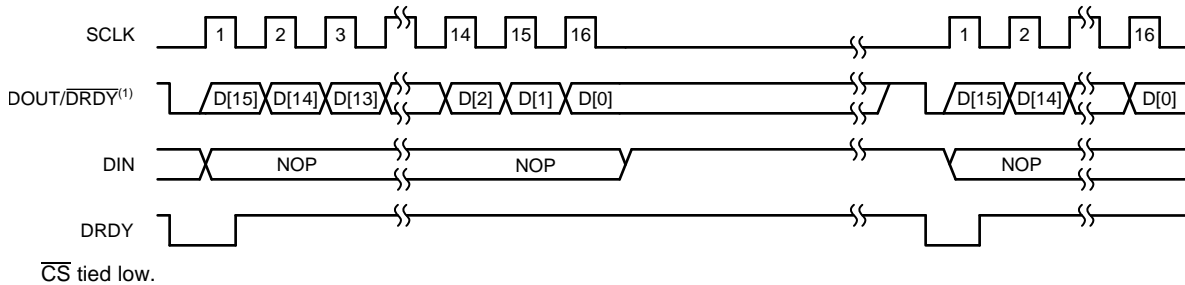 SCLK 1 2 3 14 15 16 1 2 16
DOUT/DRDY(1) D[15] D[14] D[13] D[2] D[1] D[0] D[15] D[14] D[0]
DIN NOP NOP NOP
DRDY
CS tied low.